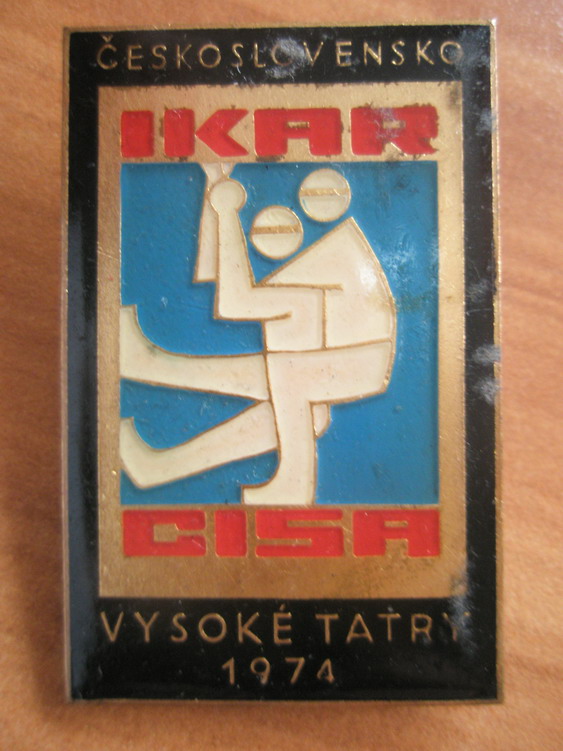 ČESKOSLOVENSKO
IKAR
CISA
VYSOKÉ TATRY
1974